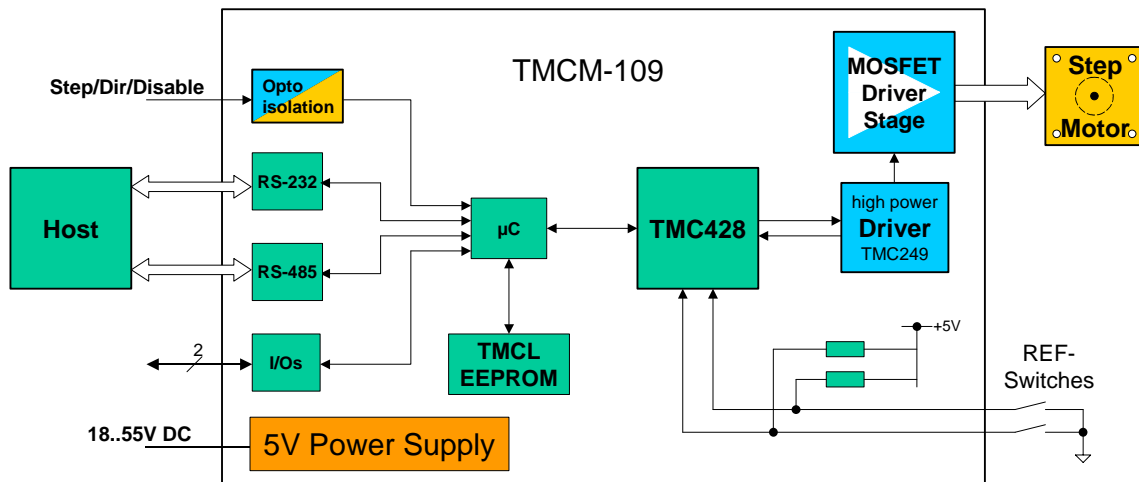 TMCM-109
Step/Dir/Disable
Opto
isolation
MOSFET
Driver
Stage
Step
Motor
Host
RS-232
RS-485
µC
TMC428
high power
Driver
TMC249
2
I/Os
TMCL
EEPROM
+5V
REF-
Switches
18..55V DC
5V Power Supply